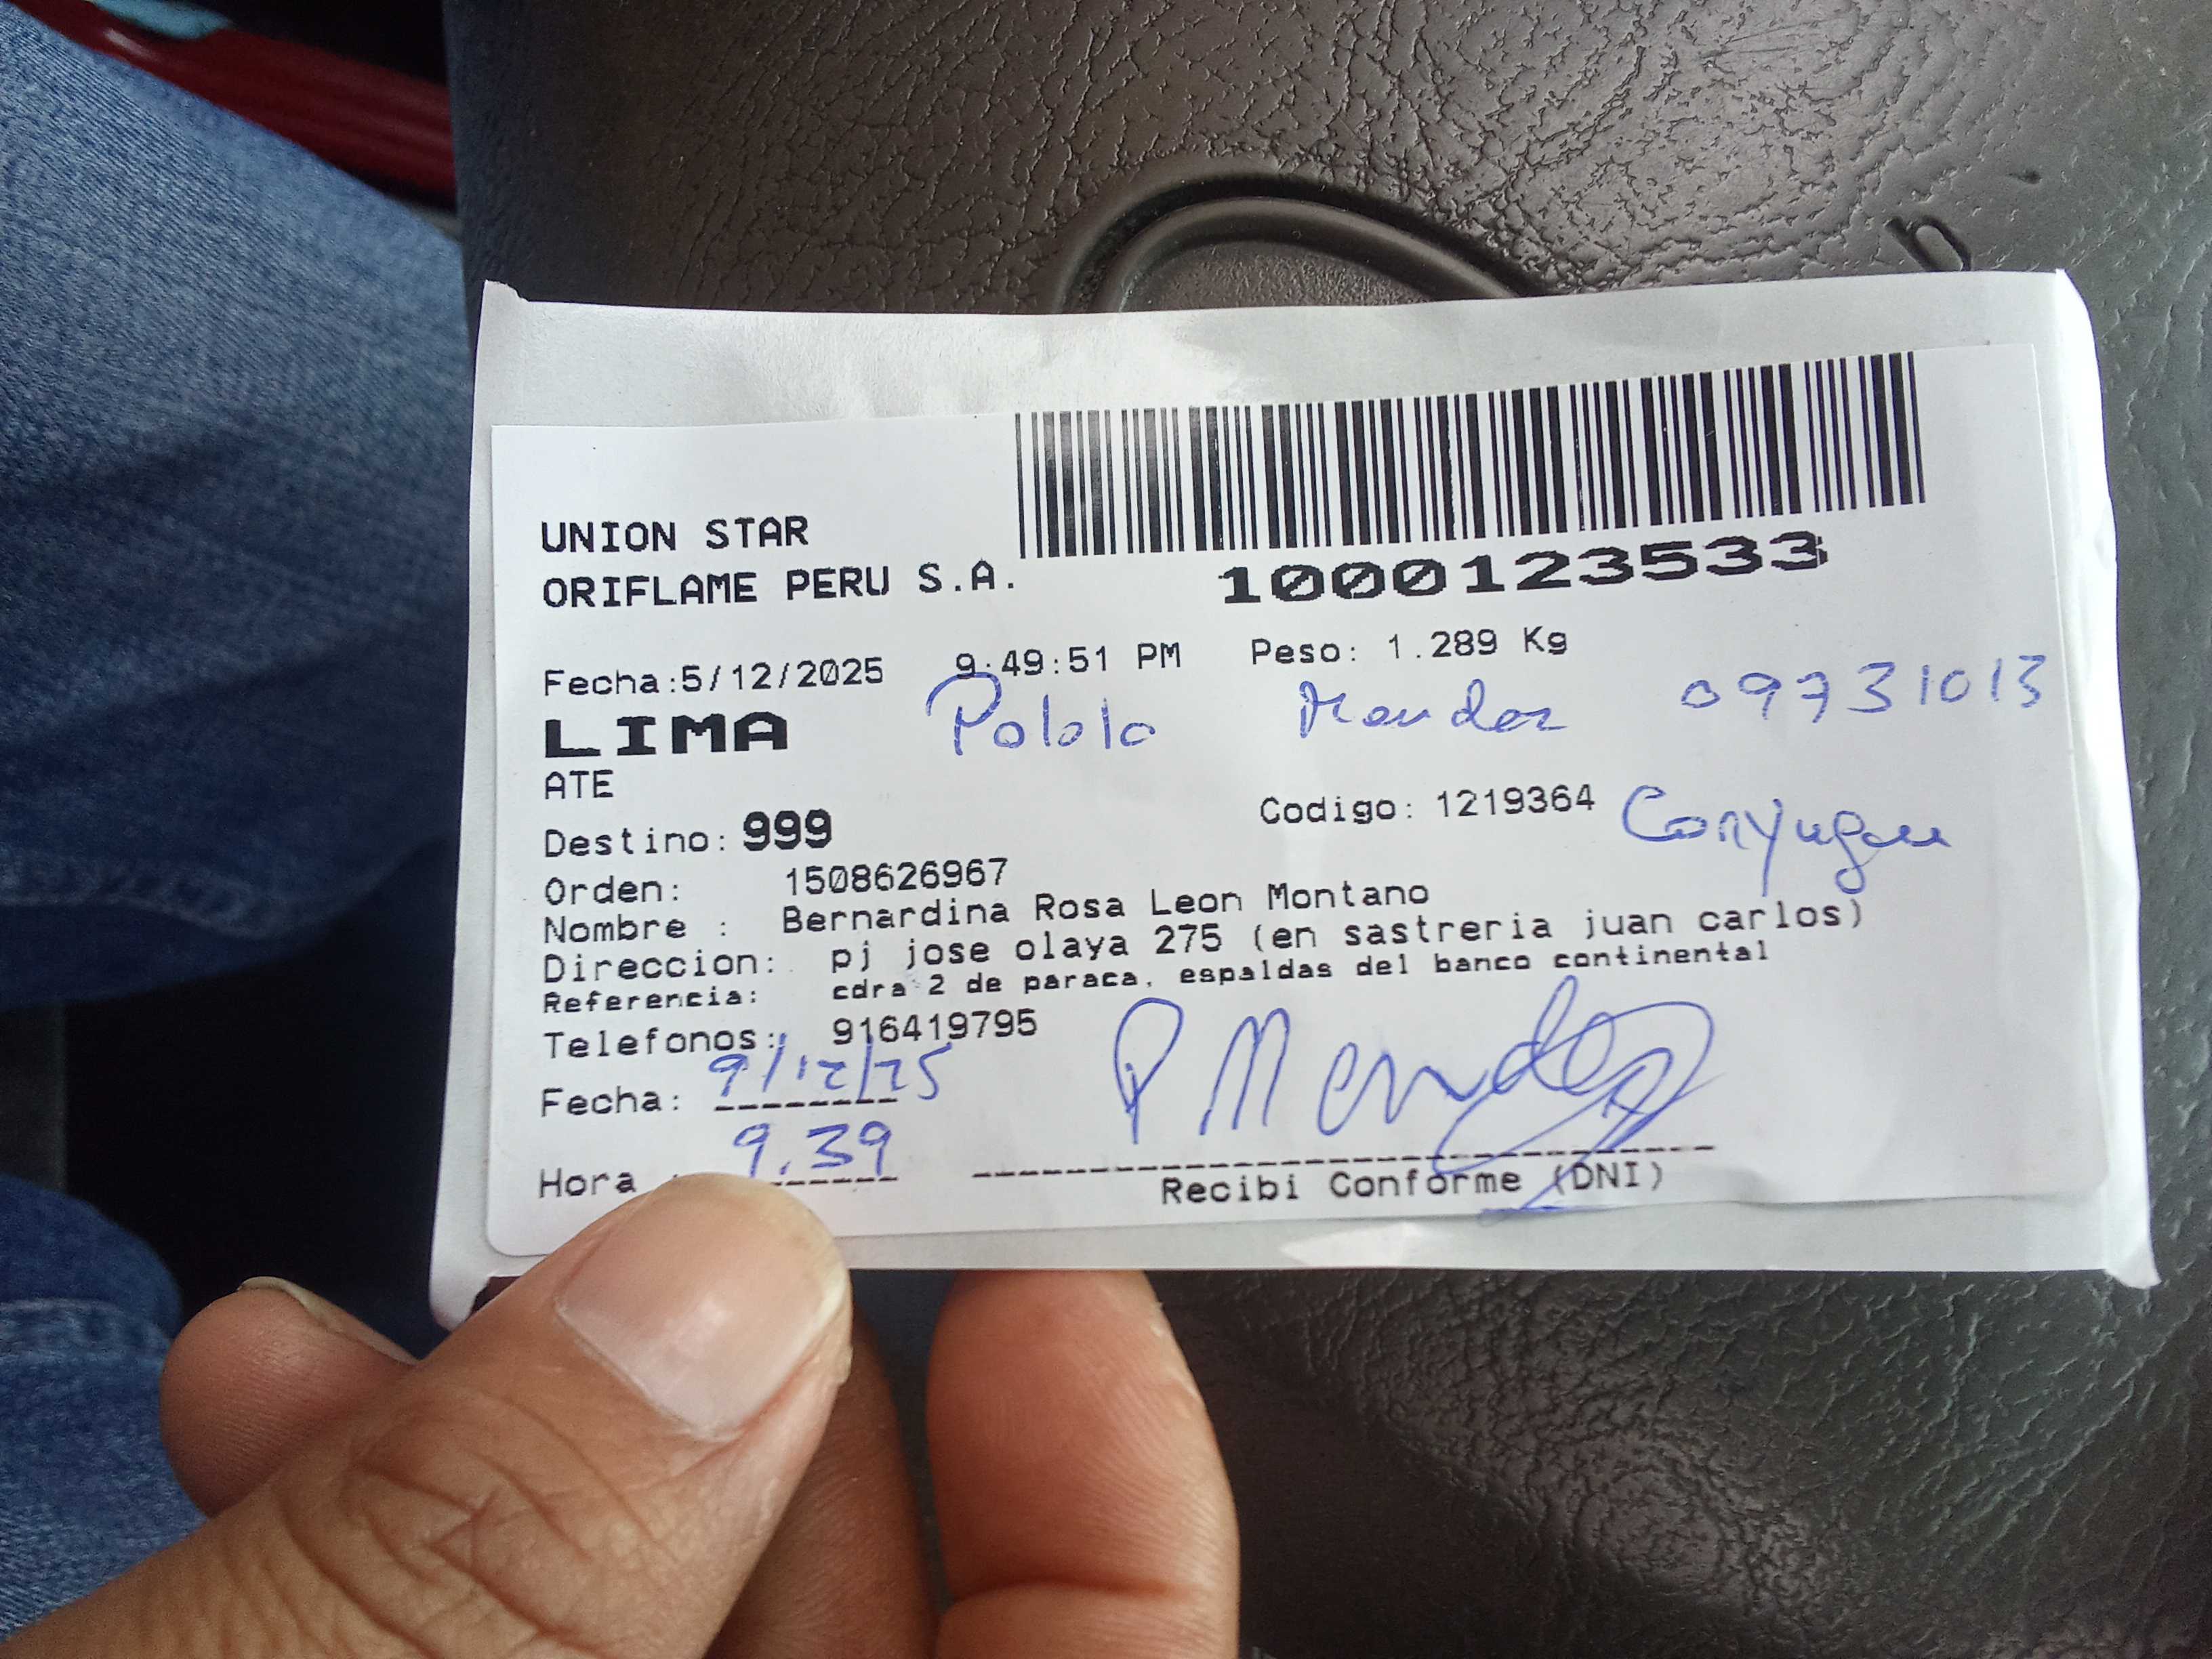 UNION STAR
ORIFLAME PERU S.A.
1000123533
Fecha:5/12/2025 9:49:51 PM Peso: 1.289 Kg
LIMA Pololo Mendez 09731013
ATE
Codigo: 1219364 Conyugue
Destino: 999
Orden: 1508626967
Nombre : Bernardina Rosa Leon Montano
Direccion: pj jose olaya 275 (en sastreria juan carlos)
Referencia: cdra 2 de paraca, espaldas del banco continental
Telefonos: 916419795
Fecha: 9/12/25
P Mendez
Hora : 9.39
Recibi Conforme (DNI)